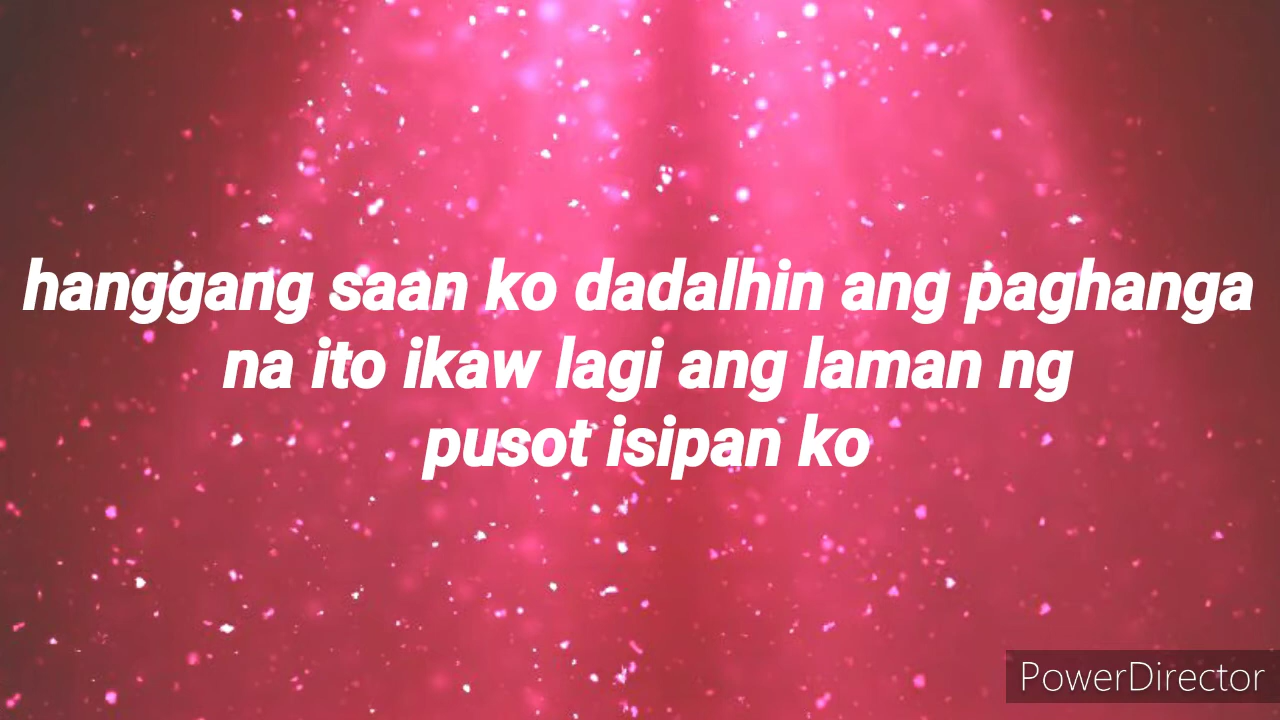 hanggang saan ko dadalhin ang paghanga
na ito ikaw lagi ang laman ng
pusot isipan ko
PowerDirector